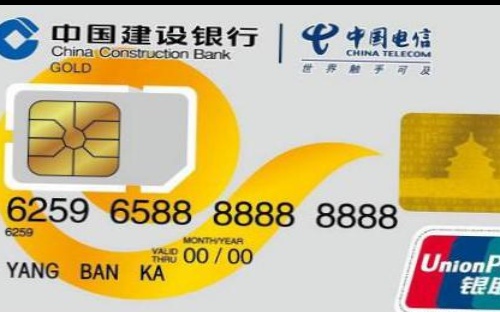 中国建设银行
China Construction Bank
GOLD
中国电信
CHINA TELECOM
世界触手可及
6259 6588 8888 8888
6259
MONTH/YEAR
VALID THRU 00/00
YANG BAN KA
UnionP
银联